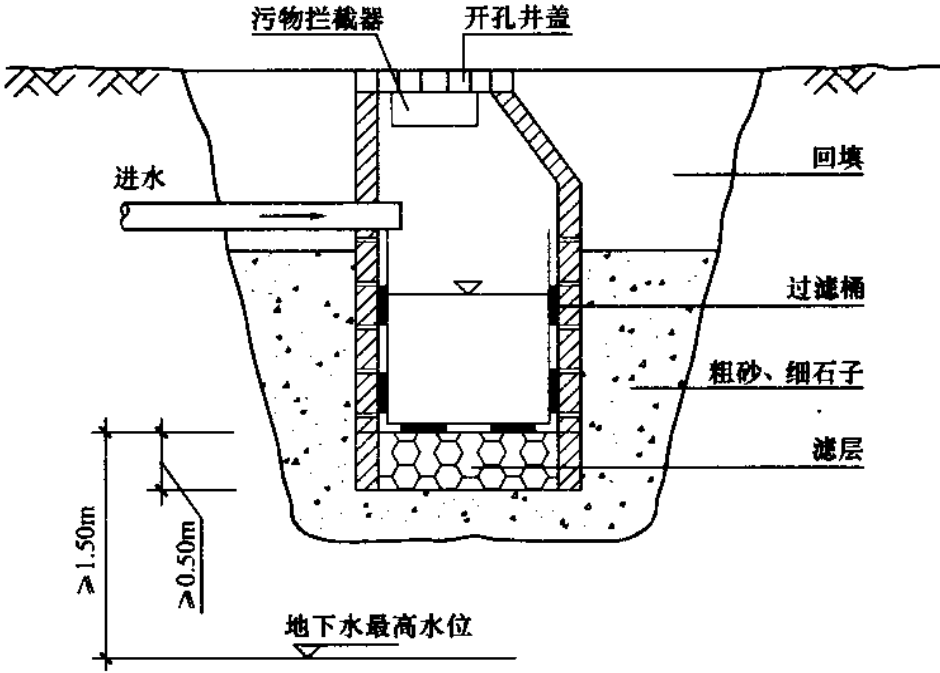 污物拦截器
开孔井盖
回填
进水
过滤桶
粗砂、细石子
滤层
⩾1.50m
⩾0.50m
地下水最高水位